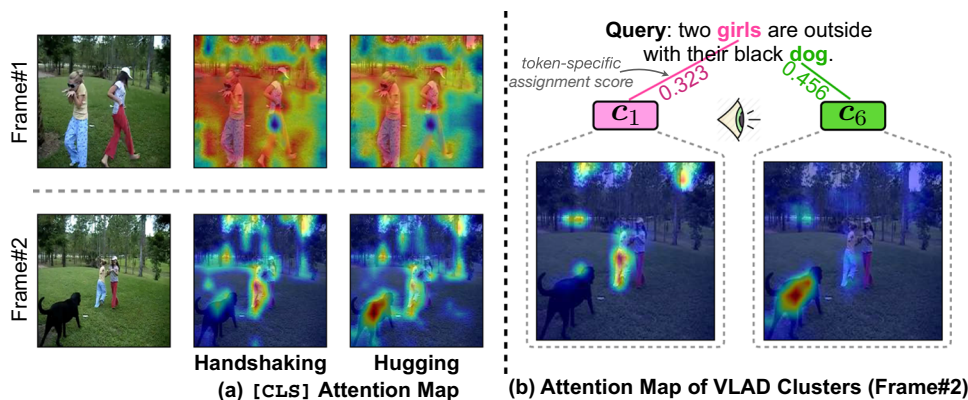 Frame#1
Frame#2
Handshaking
Hugging
(a) [CLS] Attention Map
Query: two girls are outside
with their black dog.
token-specific
assignment score
0.323
0.456
c1
c6
(b) Attention Map of VLAD Clusters (Frame#2)